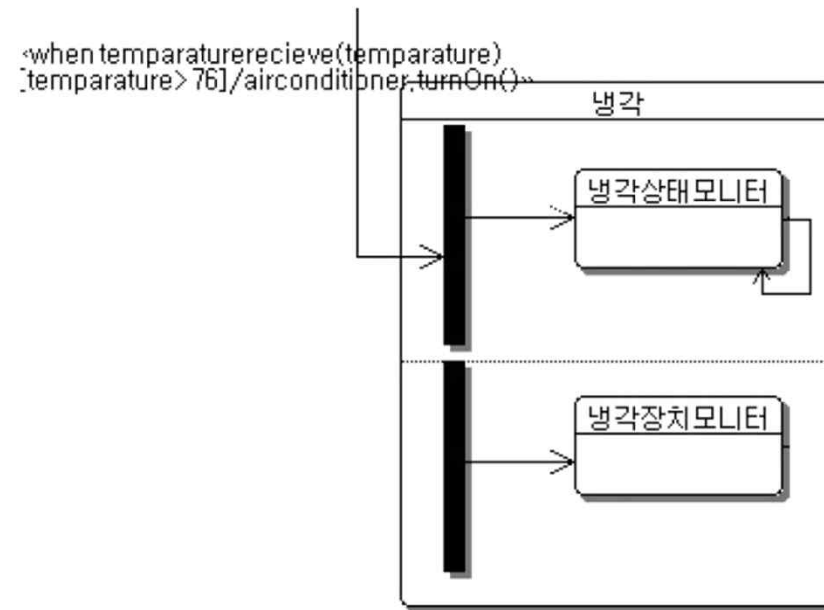 «when temparaturerecieve(temparature)
[temparature>76]/airconditioner,turnOn()»
냉각
냉각상태모니터
냉각장치모니터